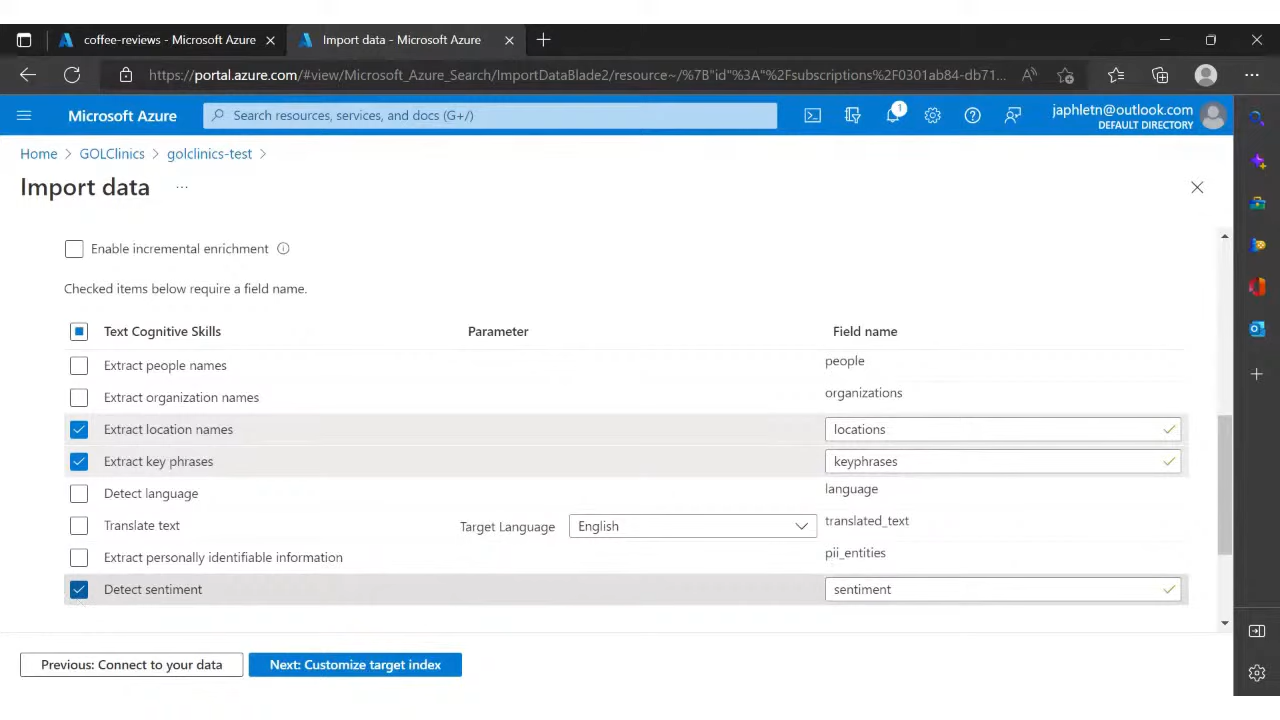 coffee-reviews - Microsoft Azure
Import data - Microsoft Azure
https://portal.azure.com/#view/Microsoft_Azure_Search/ImportDataBlade2/resource~/%7B"id"%3A"%2Fsubscriptions%2F0301ab84-db71...
Microsoft Azure
Search resources, services, and docs (G+/)
1
japhletn@outlook.com
DEFAULT DIRECTORY
Home > GOLClinics > golclinics-test >
Import data ...
Enable incremental enrichment
Checked items below require a field name.
Text Cognitive Skills Parameter Field name
Extract people names people
Extract organization names organizations
Extract location names locations
Extract key phrases keyphrases
Detect language language
Translate text Target Language English translated_text
Extract personally identifiable information pii_entities
Detect sentiment sentiment
Previous: Connect to your data Next: Customize target index